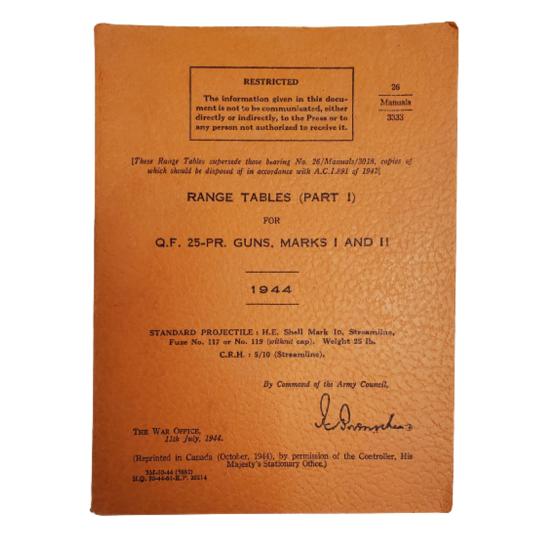 RESTRICTED
The information given in this docu-
ment is not to be communicated, either
directly or indirectly, to the Press or to
any person not authorized to receive it.
26
Manuals
3333
[These Range Tables supersede those bearing No. 26/Manuals/3018, copies of
which should be disposed of in accordance with A.C.I.891 of 1942]
RANGE TABLES (PART I)
FOR
Q.F. 25-PR. GUNS, MARKS I AND II
1944
STANDARD PROJECTILE : H.E. Shell Mark ID, Streamline,
Fuze No. 117 or No. 119 (without cap). Weight 25 lb.
C.R.H. : 5/10 (Streamline).
By Command of the Army Council,
THE WAR OFFICE,
11th July, 1944.
(Reprinted in Canada (October, 1944), by permission of the Controller, His
Majesty's Stationery Office.)